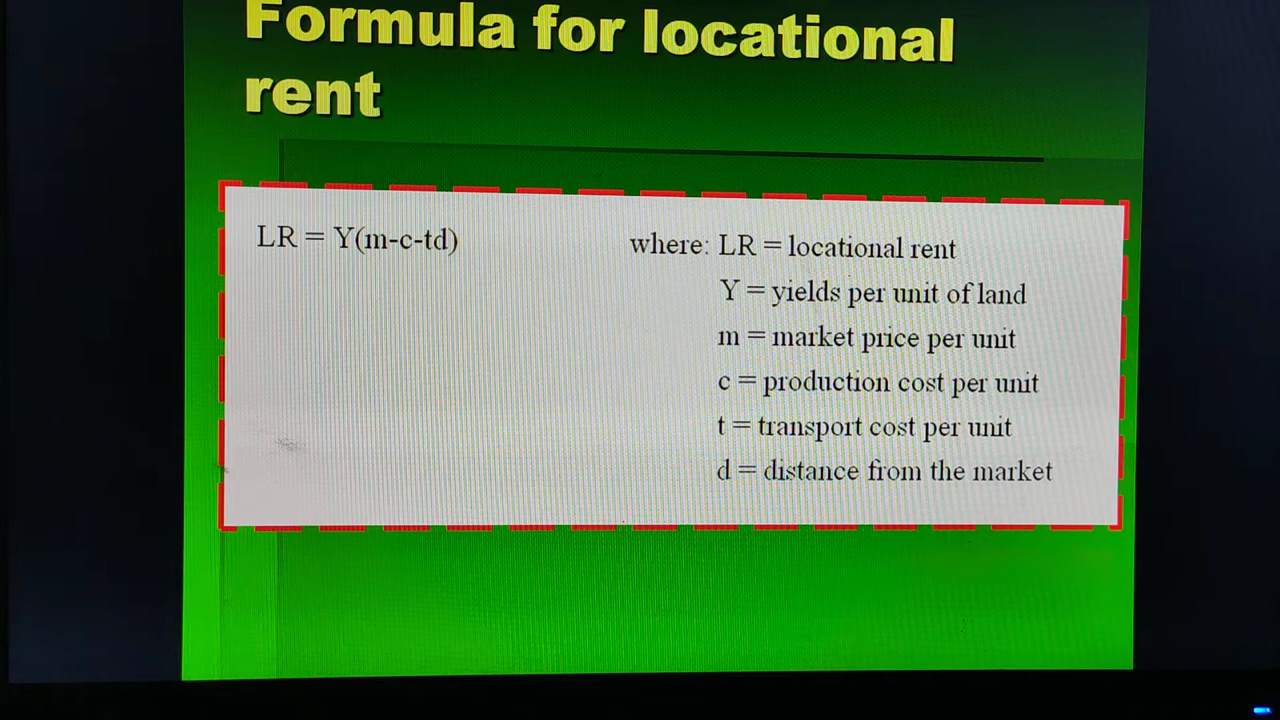 Formula for locational
rent
LR = Y(m-c-td)
where: LR = locational rent
Y = yields per unit of land
m = market price per unit
c = production cost per unit
t = transport cost per unit
d = distance from the market